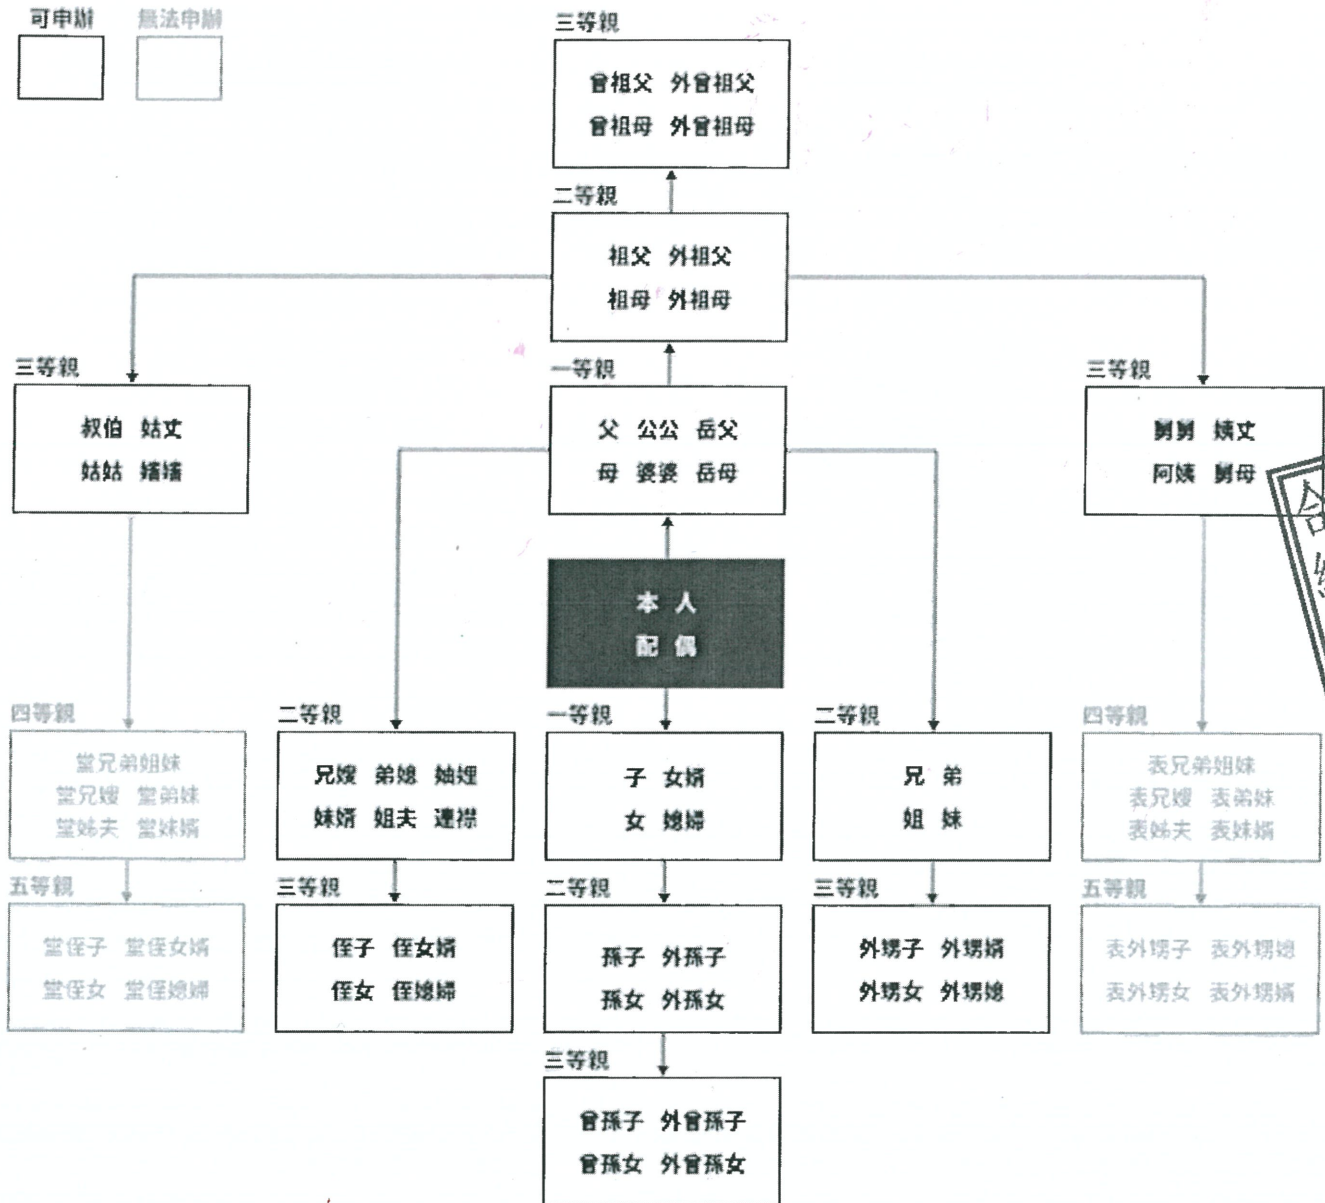 可申辦 無法申辦
三等親
曾祖父 外曾祖父
曾祖母 外曾祖母
二等親
祖父 外祖父
祖母 外祖母
三等親
叔伯 姑丈
姑姑 嬸嬸
一等親
父 公公 岳父
母 婆婆 岳母
三等親
舅舅 姨丈
阿姨 舅母
本人
配偶
四等親
堂兄弟姐妹
堂兄嫂 堂弟妹
堂姊夫 堂妹婿
二等親
兄嫂 弟媳 妯娌
妹婿 姐夫 連襟
一等親
子 女婿
女 媳婦
二等親
兄弟
姐妹
四等親
表兄弟姐妹
表兄嫂 表弟妹
表姊夫 表妹婿
五等親
堂侄子 堂侄女婿
堂侄女 堂侄媳婦
三等親
侄子 侄女婿
侄女 侄媳婦
二等親
孫子 外孫子
孫女 外孫女
三等親
外甥子 外甥婿
外甥女 外甥媳
五等親
表外甥子 表外甥媳
表外甥女 表外甥婿
三等親
曾孫子 外曾孫子
曾孫女 外曾孫女